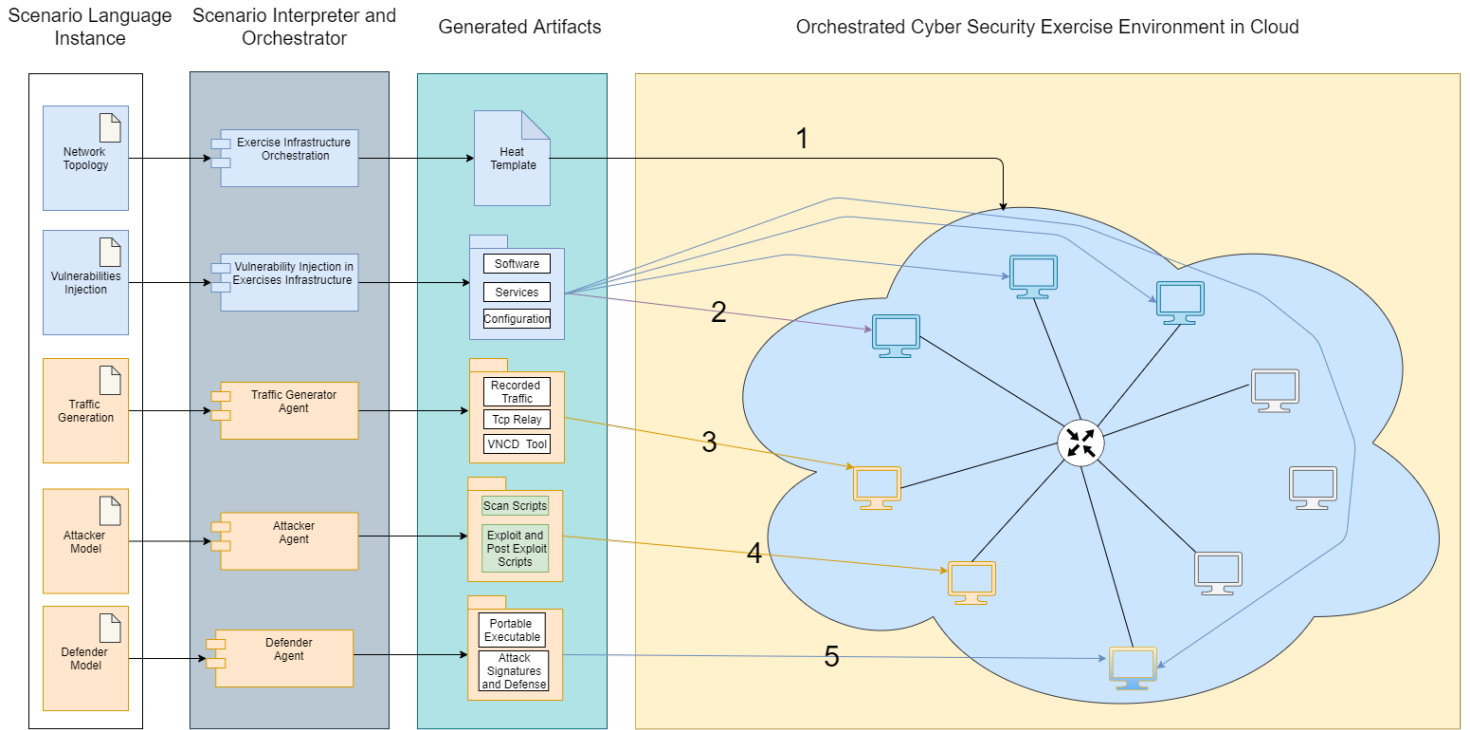 Scenario Language
Instance
Scenario Interpreter and
Orchestrator
Generated Artifacts
Orchestrated Cyber Security Exercise Environment in Cloud
Network
Topology
Exercise Infrastructure
Orchestration
Heat
Template
1
Vulnerabilities
Injection
Vulnerability Injection in
Exercises Infrastructure
Software
Services
Configuration
2
Traffic
Generation
Traffic Generator
Agent
Recorded
Traffic
Tcp Relay
VNCD Tool
3
Attacker
Model
Attacker
Agent
Scan Scripts
Exploit and
Post Exploit
Scripts
4
Defender
Model
Defender
Agent
Portable
Executable
Attack
Signatures
and Defense
5